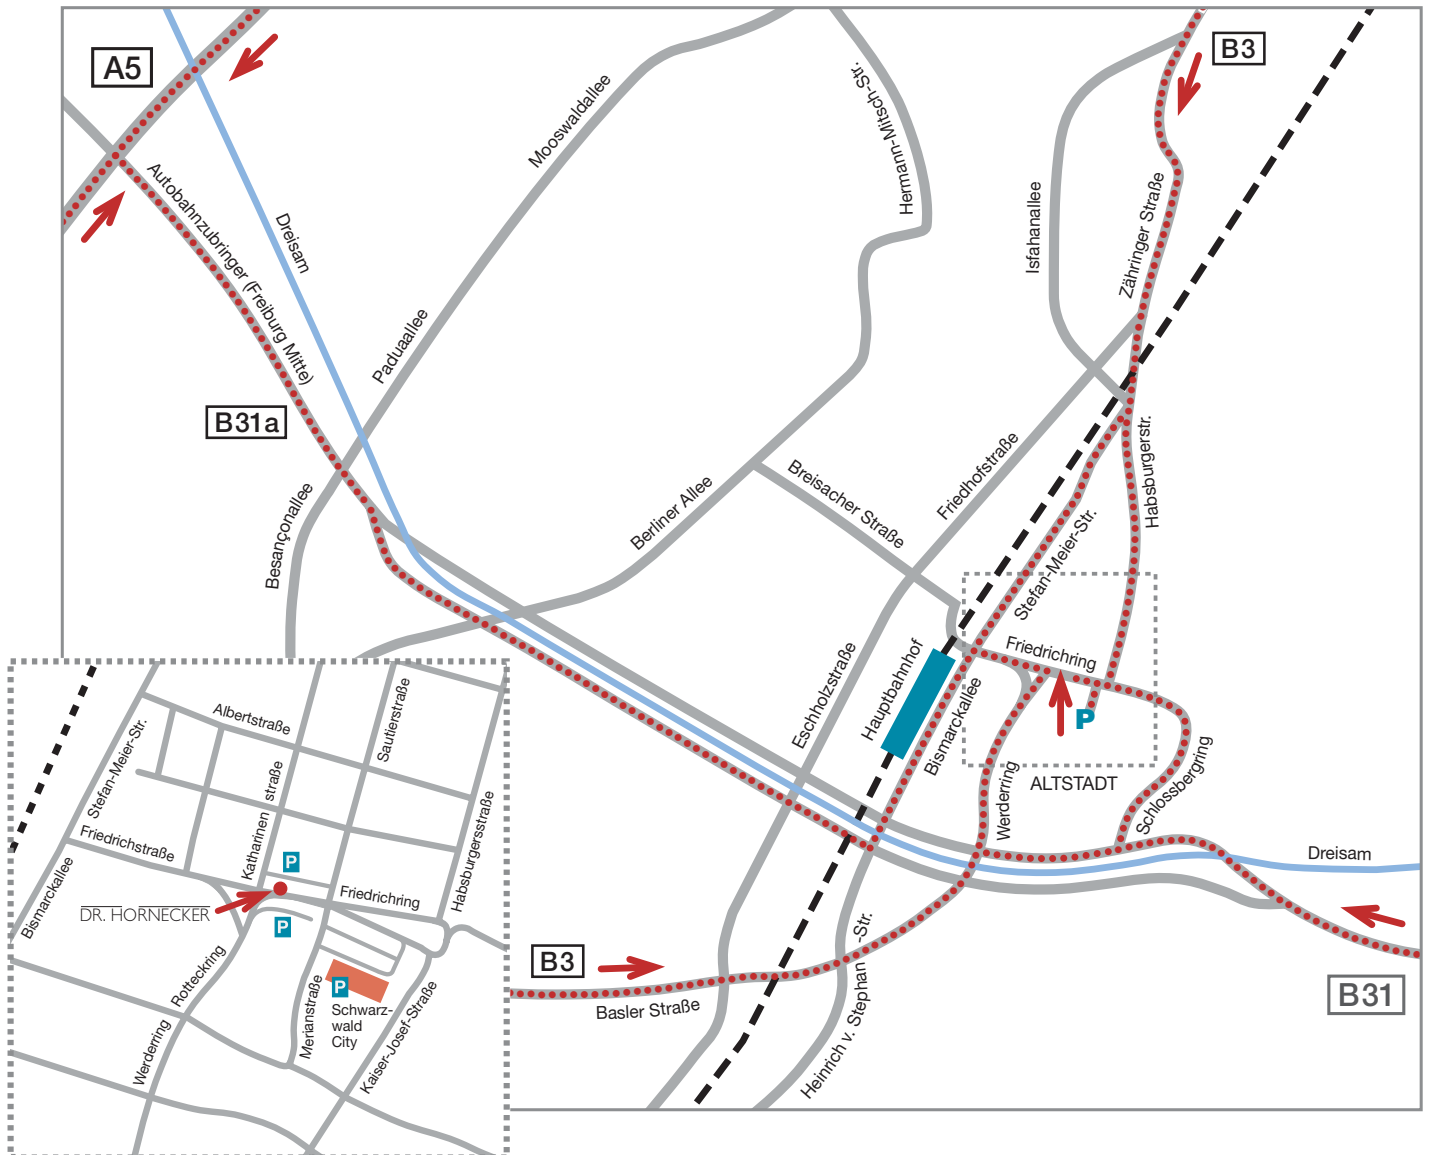 A5
B3
Mooswaldallee
Hermann-Mitsch-Str.
Isfahanallee
Zähringer Straße
Autobahnzubringer (Freiburg Mitte)
Dreisam
Paduaallee
B31a
Besançonallee
Berliner Allee
Breisacher Straße
Friedhofstraße
Habsburgerstr.
Stefan-Meier-Str.
Friedrichring
Hauptbahnhof
Eschholzstraße
Bismarckallee
P
Werderring
ALTSTADT
Schlossbergring
Dreisam
B3
Basler Straße
Heinrich v. Stephan -Str.
B31
Albertstraße
Sautierstraße
Stefan-Meier-Str.
Katharinen straße
Habsburgersstraße
Friedrichstraße
P
Friedrichring
Bismarckallee
DR. HORNECKER
P
Rotteckring
P
Schwarz-
wald
City
Merianstraße
Kaiser-Josef-Straße
Werderring